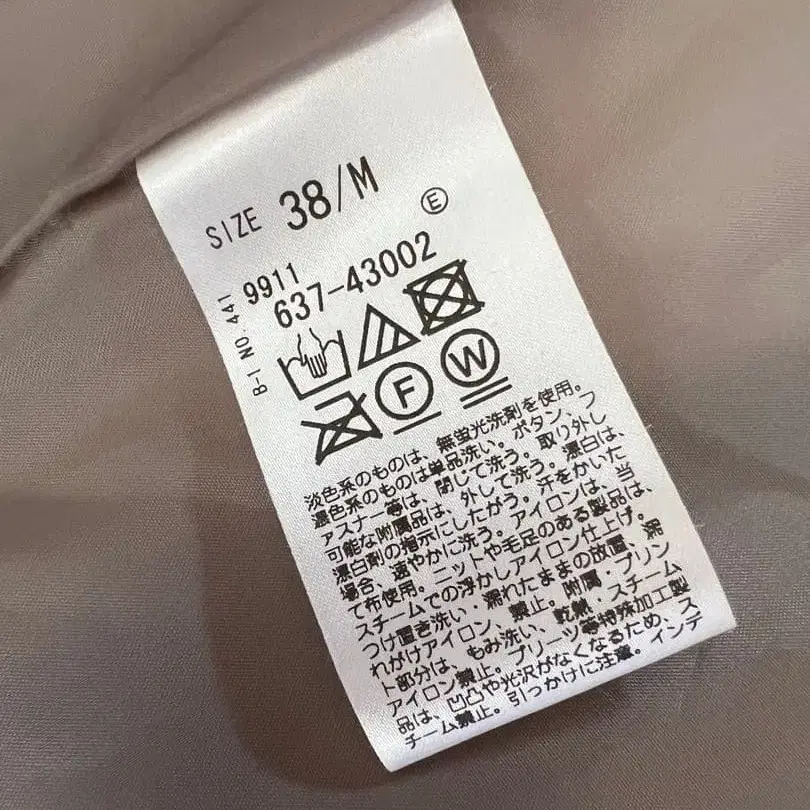 SIZE 38/M
E
9911
637-43002
B-1 NO.441
F
W
淡色系のものは、無蛍光洗剤を使用。
濃色系のものは単品洗い。ボタン、フ
ァスナー等は、閉じて洗う。取り外し
可能な附属品は、外して洗う。漂白は、
漂白剤の指示にしたがう。汗をかいた
場合、速やかに洗う。アイロンは、当
て布使用。ニットや毛足のある製品は、
スチームでの浮かしアイロン仕上げ。
つけ置き洗い・濡れたままの放置、濡
れがけアイロン、禁止。附属・プリン
ト部分は、もみ洗い、乾燥・スチーム
アイロン禁止。プリーツ等特殊加工製
品は、凹凸や光沢がなくなるため、ス
チーム禁止。引っかけに注意。インデ